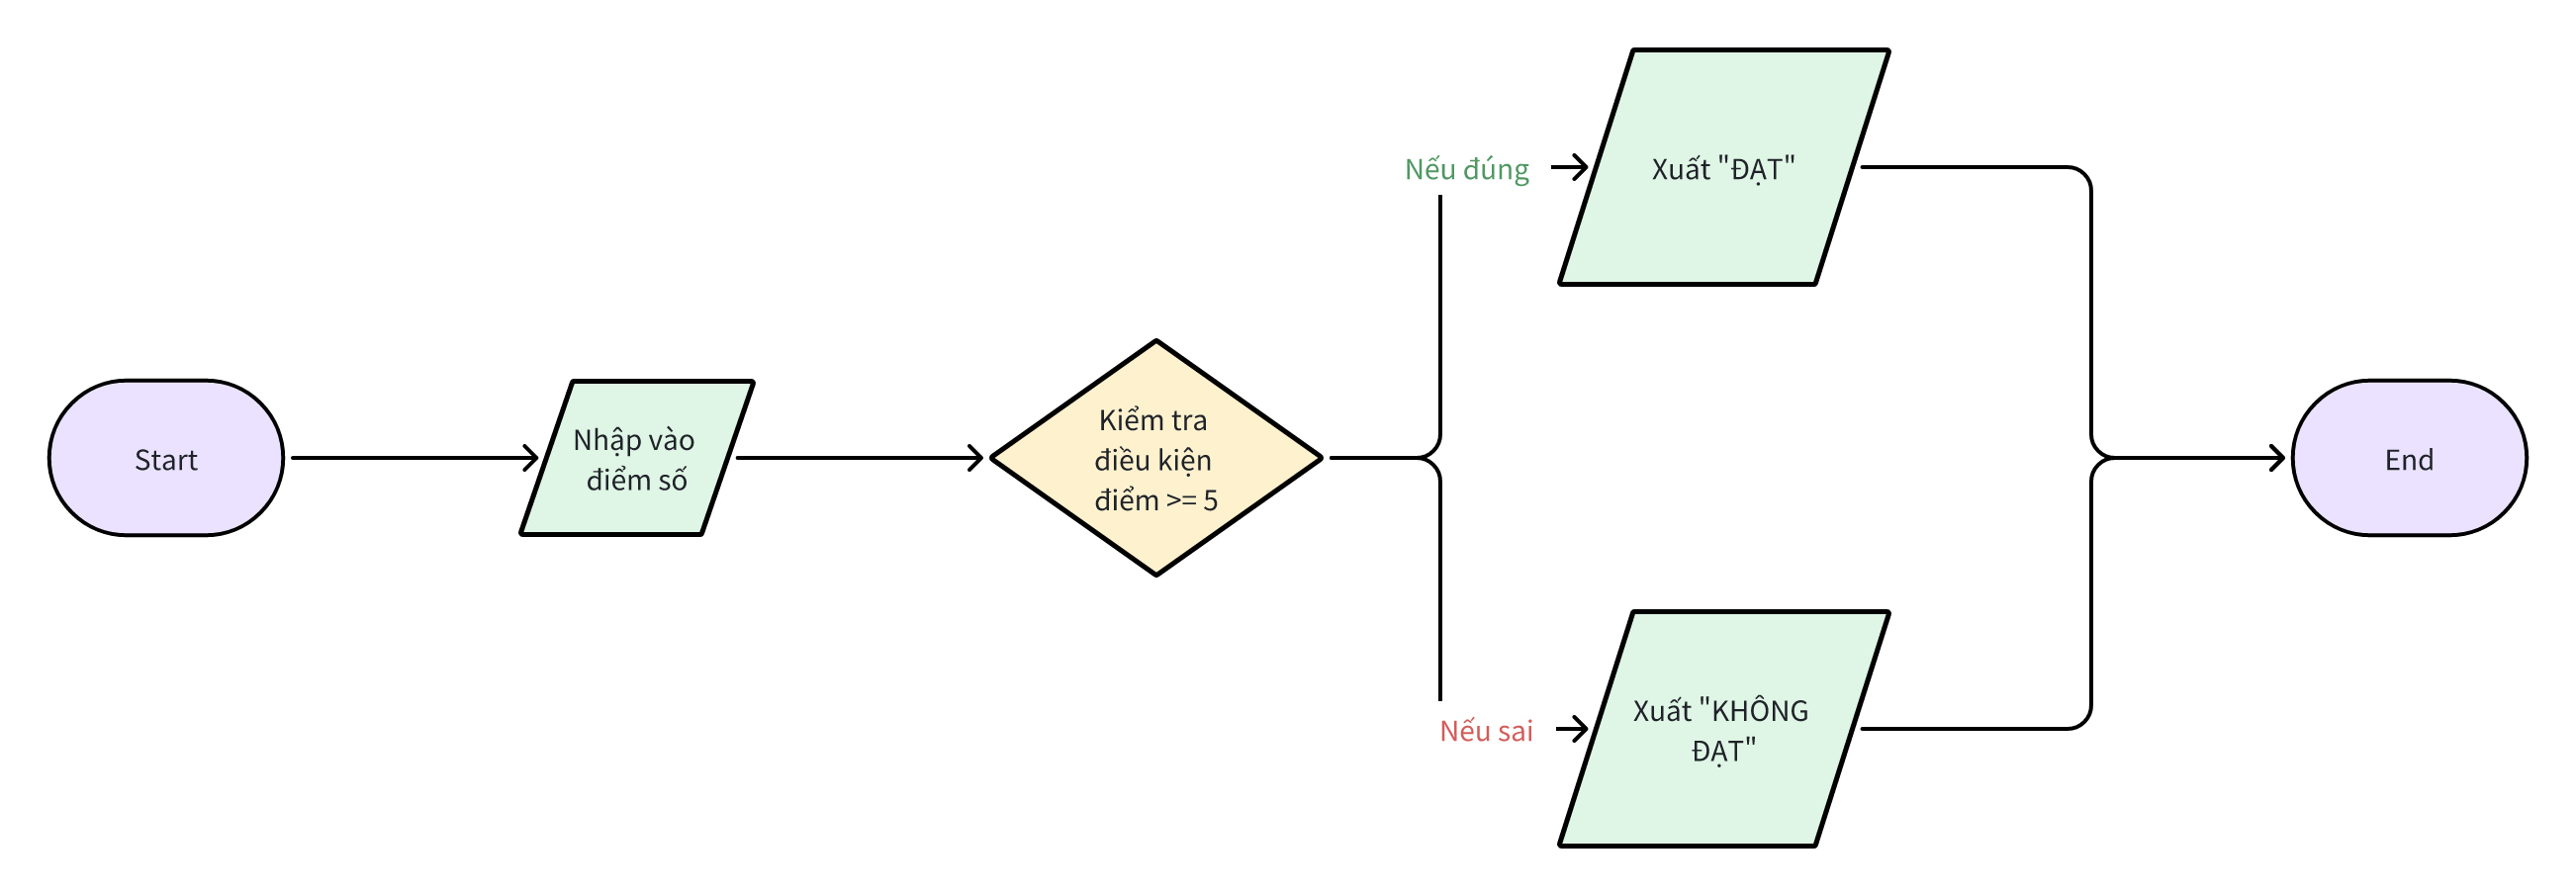 Start
Nhập vào
điểm số
Kiểm tra
điều kiện
điểm >= 5
Nếu đúng
Xuất "ĐẠT"
Nếu sai
Xuất "KHÔNG
ĐẠT"
End